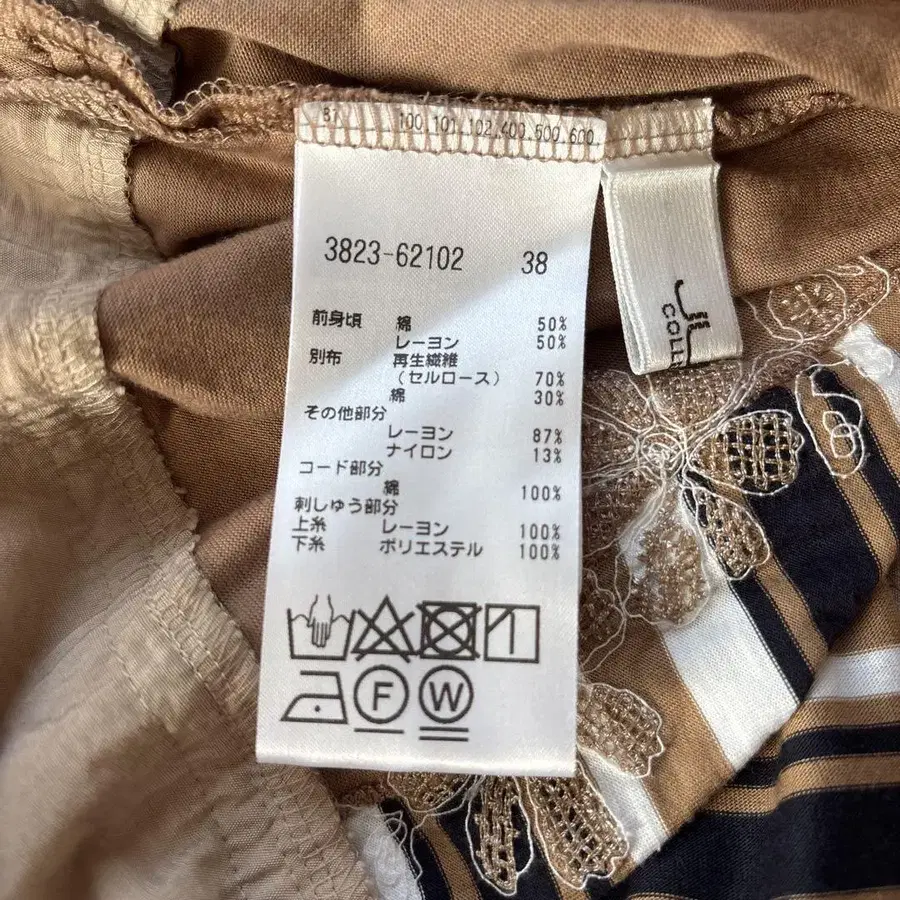 100 101 102 400 500 600
3823-62102 38
前身頃 綿 50%
レーヨン 50%
別布 再生繊維
(セルロース) 70%
綿 30%
その他部分
レーヨン 87%
ナイロン 13%
コード部分
綿 100%
刺しゅう部分
上糸 レーヨン 100%
下糸 ポリエステル 100%
F W